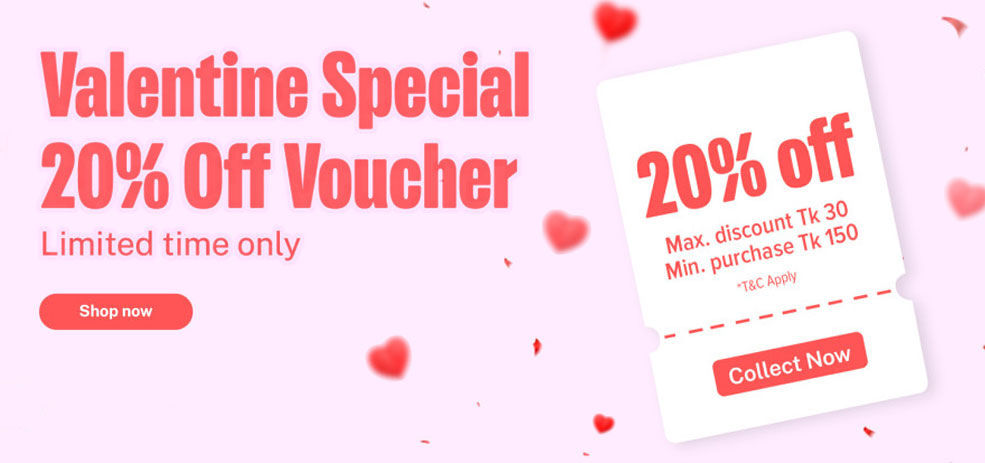 Valentine Special
20% Off Voucher
Limited time only
Shop now
20% off
Max. discount Tk 30
Min. purchase Tk 150
*T&C Apply
Collect Now